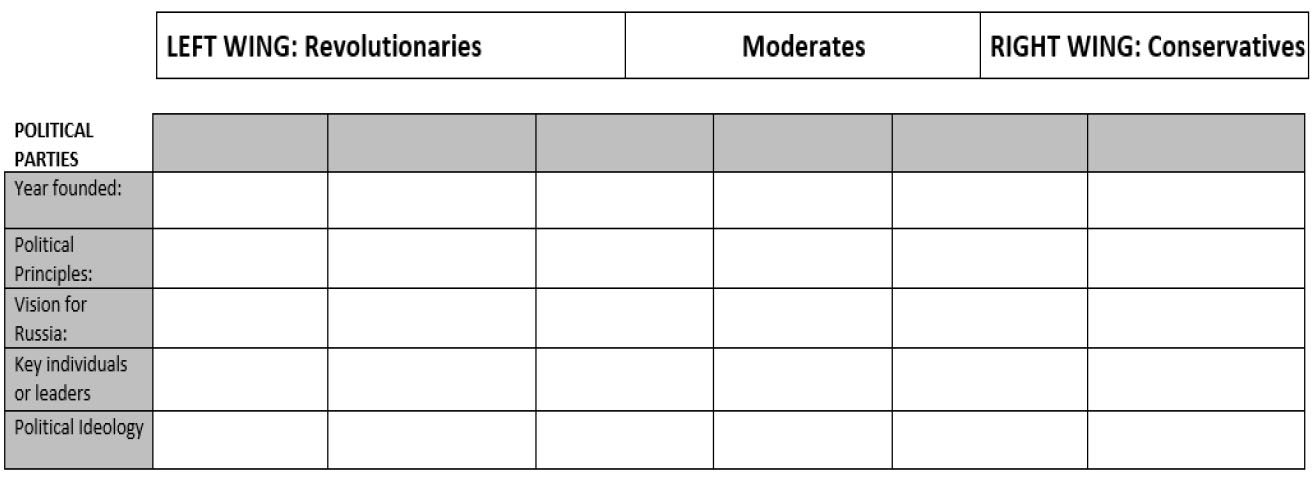 LEFT WING: Revolutionaries
Moderates
RIGHT WING: Conservatives
POLITICAL
PARTIES
Year founded:
Political
Principles:
Vision for
Russia:
Key individuals
or leaders
Political Ideology